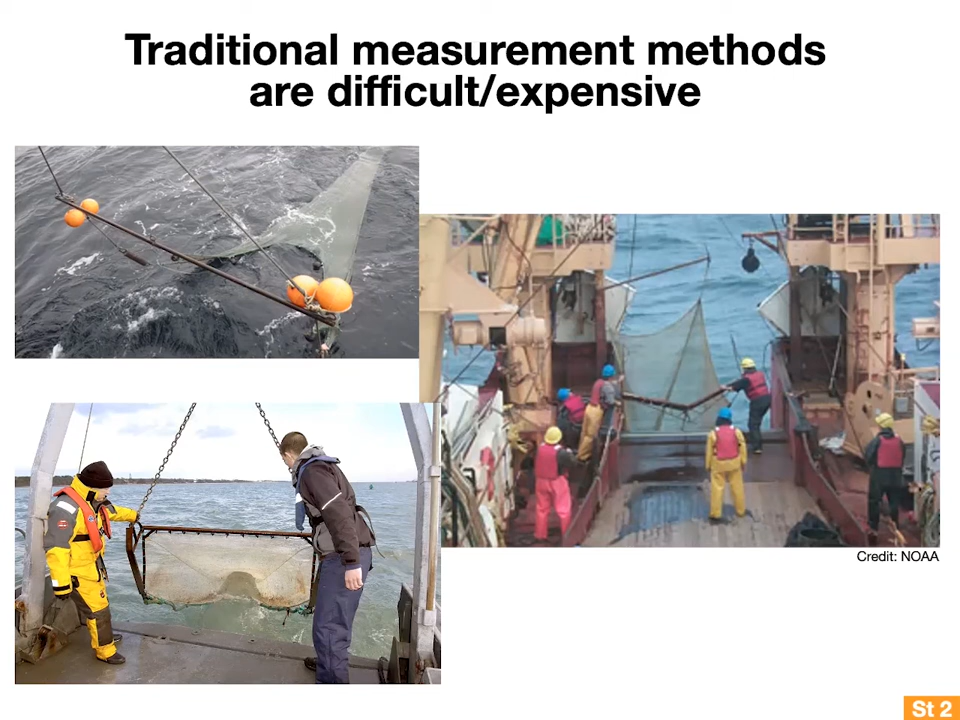 Traditional measurement methods
are difficult/expensive
Credit: NOAA
St 2